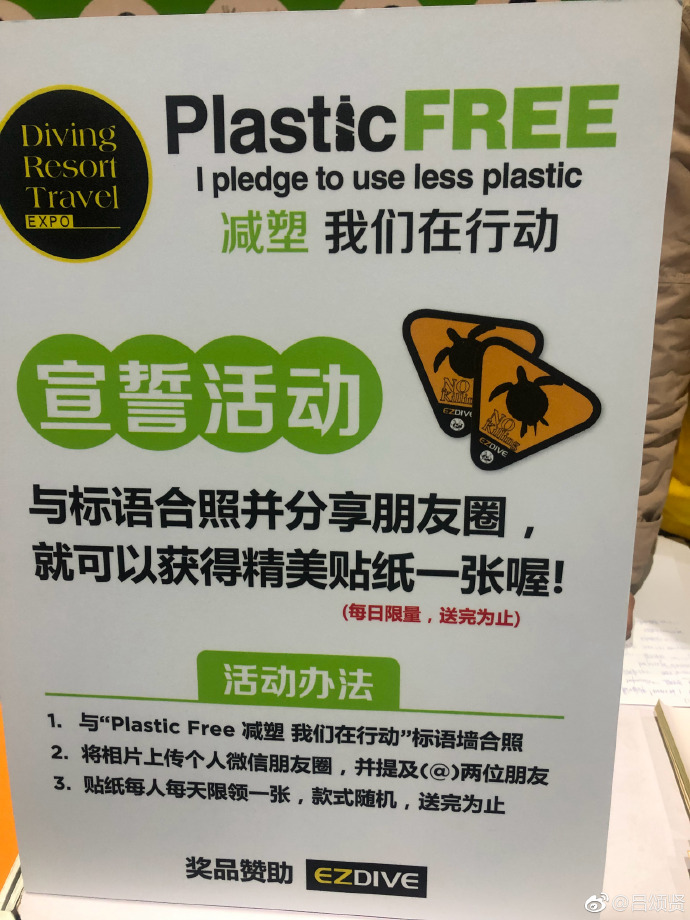 Diving
Resort
Travel
EXPO
Plastic FREE
I pledge to use less plastic
减塑 我们在行动
宣誓活动
NO
Killing
EZDIVE
NO
Killing
EZDIVE
与标语合照并分享朋友圈，
就可以获得精美贴纸一张喔!
(每日限量，送完为止)
活动办法
1. 与“Plastic Free 减塑 我们在行动”标语墙合照
2. 将相片上传个人微信朋友圈，并提及(@)两位朋友
3. 贴纸每人每天限领一张，款式随机，送完为止
奖品赞助 EZDIVE
@吕颂贤